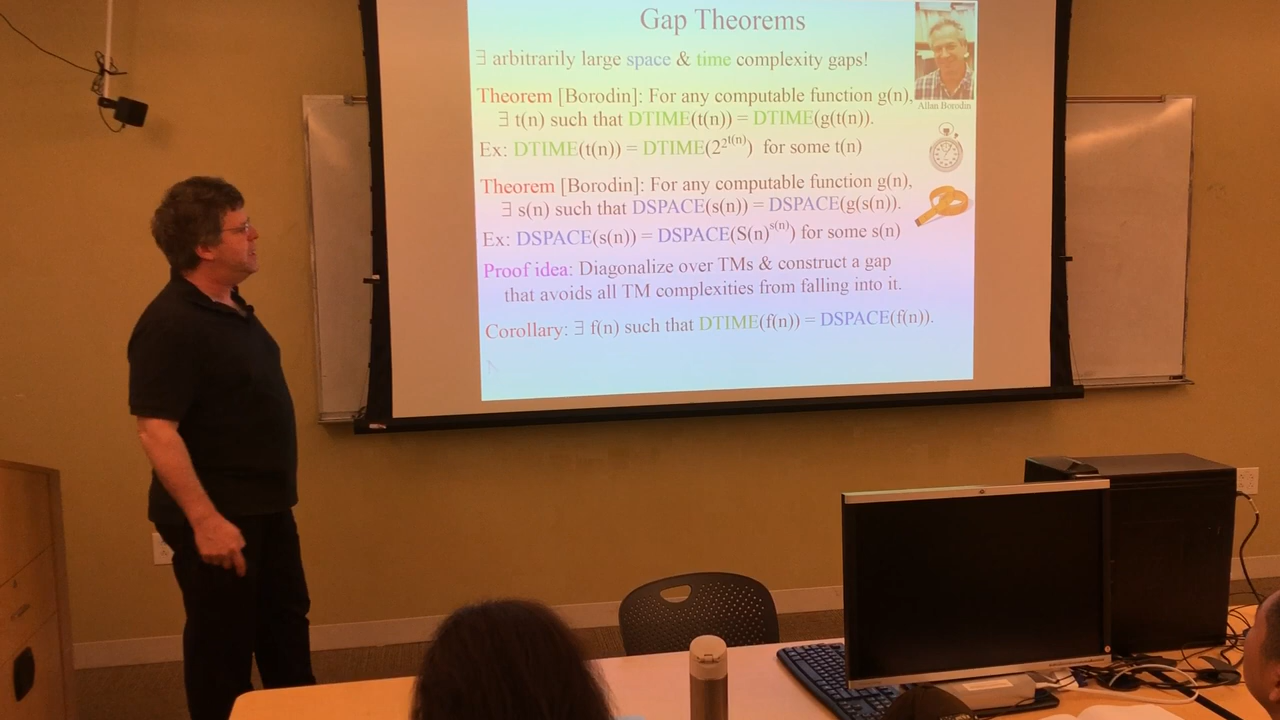 Gap Theorems
∃ arbitrarily large space & time complexity gaps!
Allan Borodin
Theorem [Borodin]: For any computable function g(n),
∃ t(n) such that DTIME(t(n)) = DTIME(g(t(n)).
Ex: DTIME(t(n)) = DTIME(2^2^t(n)) for some t(n)
Theorem [Borodin]: For any computable function g(n),
∃ s(n) such that DSPACE(s(n)) = DSPACE(g(s(n)).
Ex: DSPACE(s(n)) = DSPACE(S(n)^s(n)) for some s(n)
Proof idea: Diagonalize over TMs & construct a gap
that avoids all TM complexities from falling into it.
Corollary: ∃ f(n) such that DTIME(f(n)) = DSPACE(f(n)).